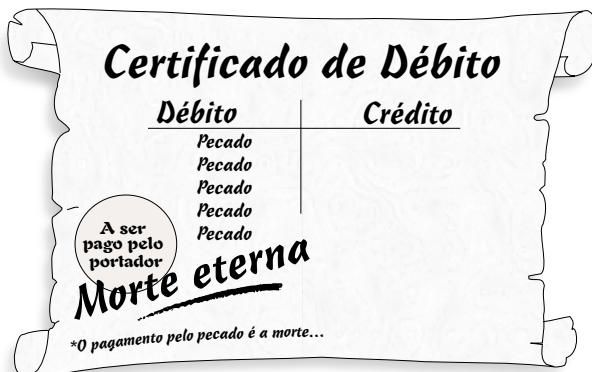 Certificado de Débito
Débito Crédito
Pecado
Pecado
Pecado
Pecado
Pecado
A ser
pago pelo
portador
Morte eterna
*O pagamento pelo pecado é a morte...